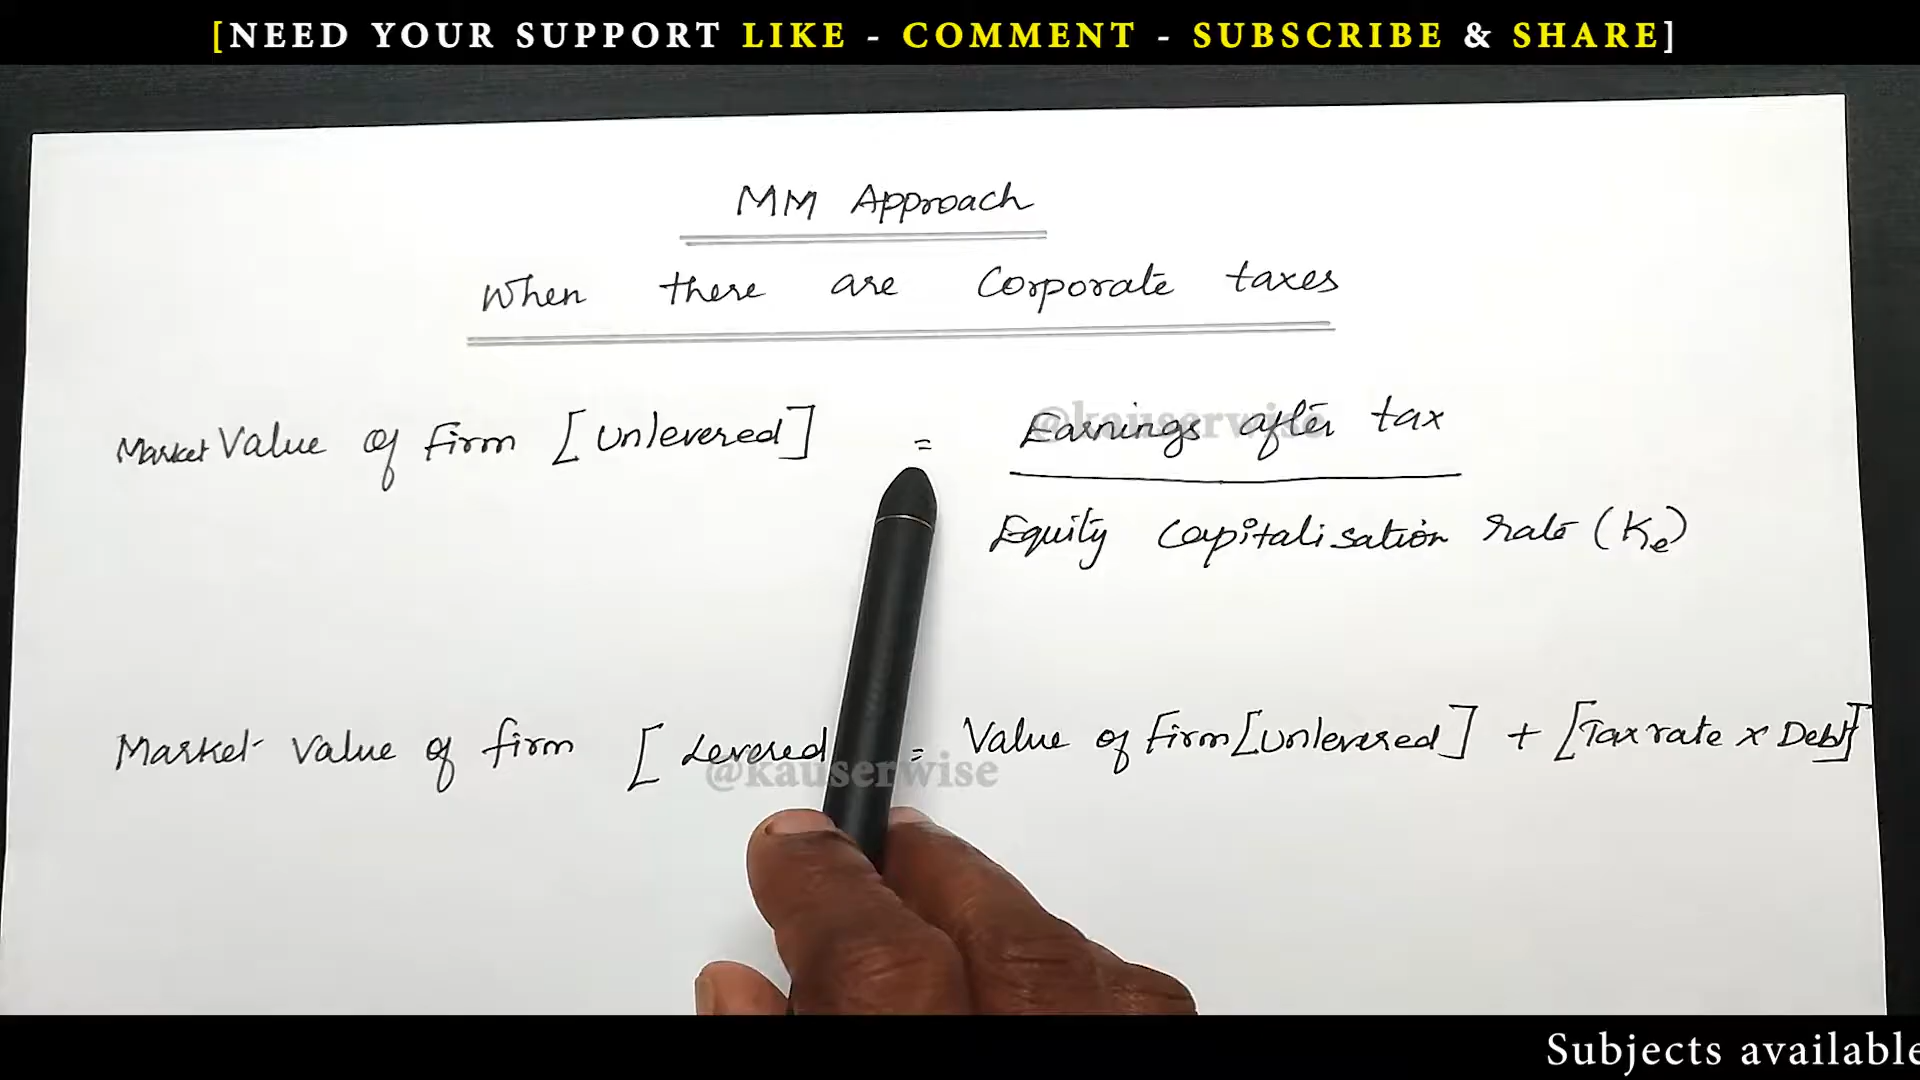 [NEED YOUR SUPPORT LIKE - COMMENT - SUBSCRIBE & SHARE]
MM Approach
When there are Corporate taxes
Market Value of firm [Unlevered] = Earnings after tax
Equity Capitalisation rate (Ke)
@kauserwise
Market Value of firm [Levered = Value of Firm [Unlevered] + [Tax rate x Debt]
@kauserwise
Subjects available